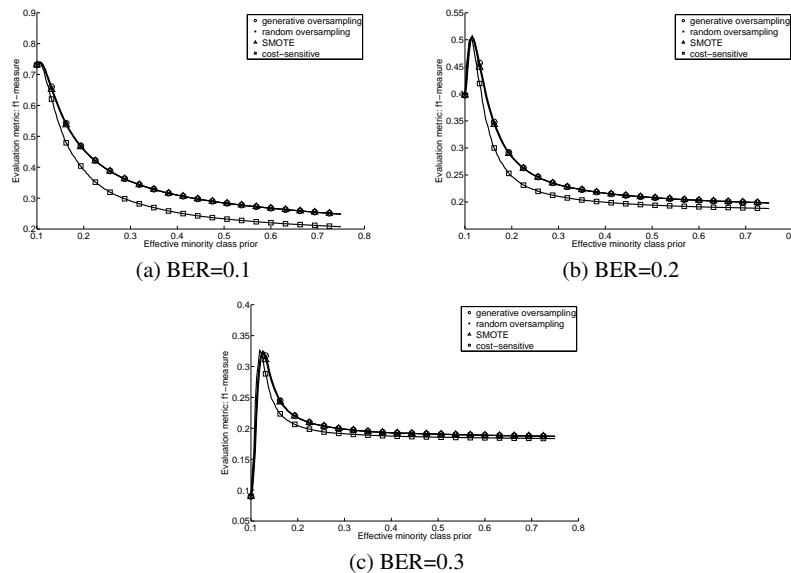 0.9
0.8
0.7
0.6
0.5
0.4
0.3
0.2
Evaluation metric: f1-measure
generative oversampling
random oversampling
SMOTE
cost-sensitive
0.1 0.2 0.3 0.4 0.5 0.6 0.7 0.8
Effective minority class prior
(a) BER=0.1
0.5
0.45
0.4
0.35
0.3
0.25
0.2
Evaluation metric: f1-measure
generative oversampling
random oversampling
SMOTE
cost-sensitive
0.1 0.2 0.3 0.4 0.5 0.6 0.7 0.8
Effective minority class prior
(b) BER=0.2
0.4
0.35
0.3
0.25
0.2
0.15
0.1
0.05
Evaluation metric: f1-measure
generative oversampling
random oversampling
SMOTE
cost-sensitive
0.1 0.2 0.3 0.4 0.5 0.6 0.7 0.8
Effective minority class prior
(c) BER=0.3